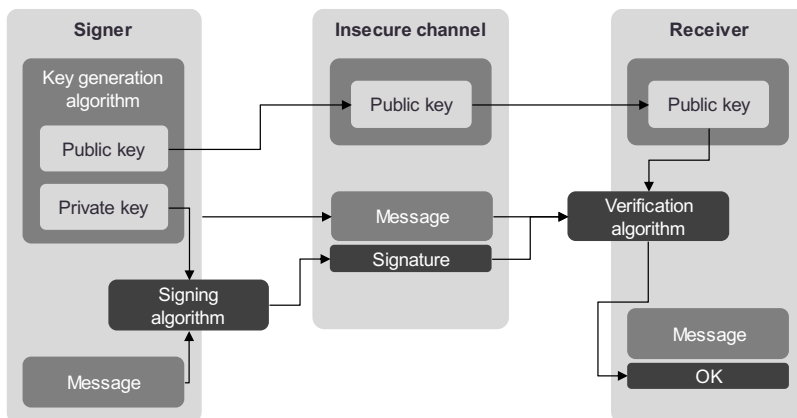 Signer
Key generation
algorithm
Public key
Private key
Signing
algorithm
Message
Insecure channel
Public key
Message
Signature
Receiver
Public key
Verification
algorithm
Message
OK